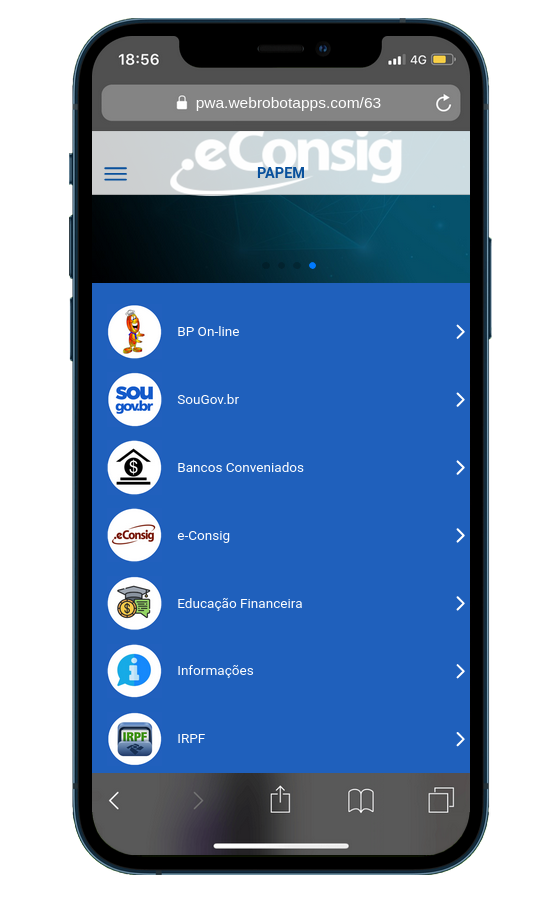 18:56
4G
pwa.webrobotapps.com/63
.eConsig
PAPEM
BP On-line
sou
gov.br
SouGov.br
$
Bancos Conveniados
.eConsig
e-Consig
$
Educação Financeira
i
Informações
IRPF
IRPF